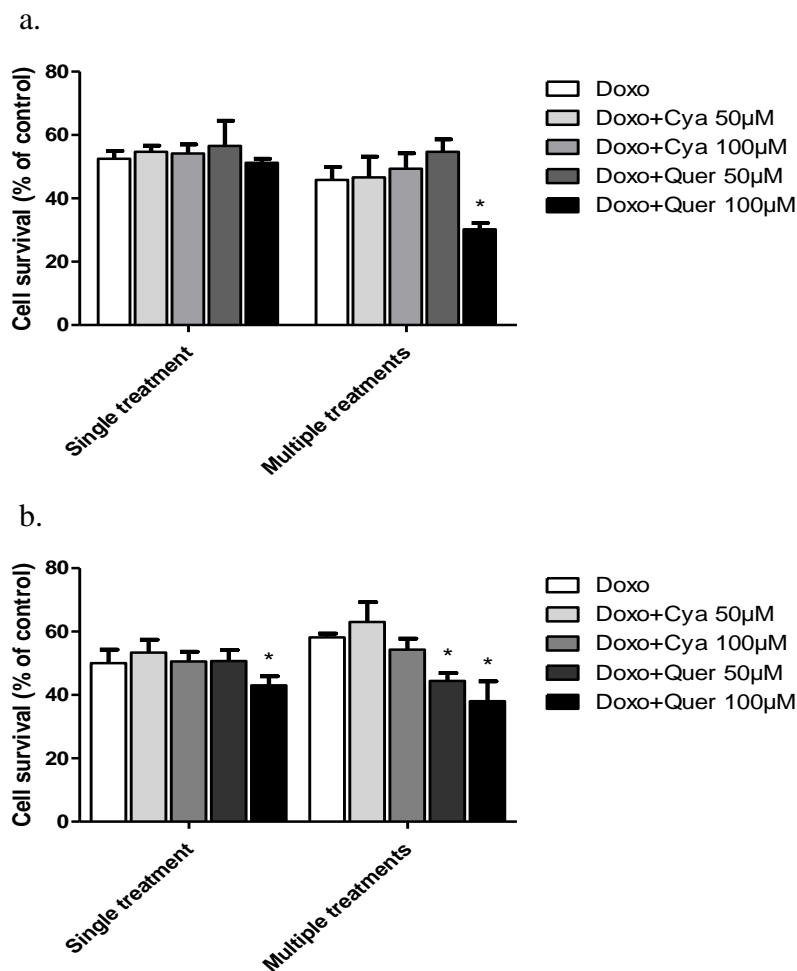 a.
Cell survival (% of control)
80
60
40
20
0
*
Single treatment
Multiple treatments
Doxo
Doxo+Cya 50µM
Doxo+Cya 100µM
Doxo+Quer 50µM
Doxo+Quer 100µM
b.
Cell survival (% of control)
80
60
40
20
0
*
*
*
Single treatment
Multiple treatments
Doxo
Doxo+Cya 50µM
Doxo+Cya 100µM
Doxo+Quer 50µM
Doxo+Quer 100µM